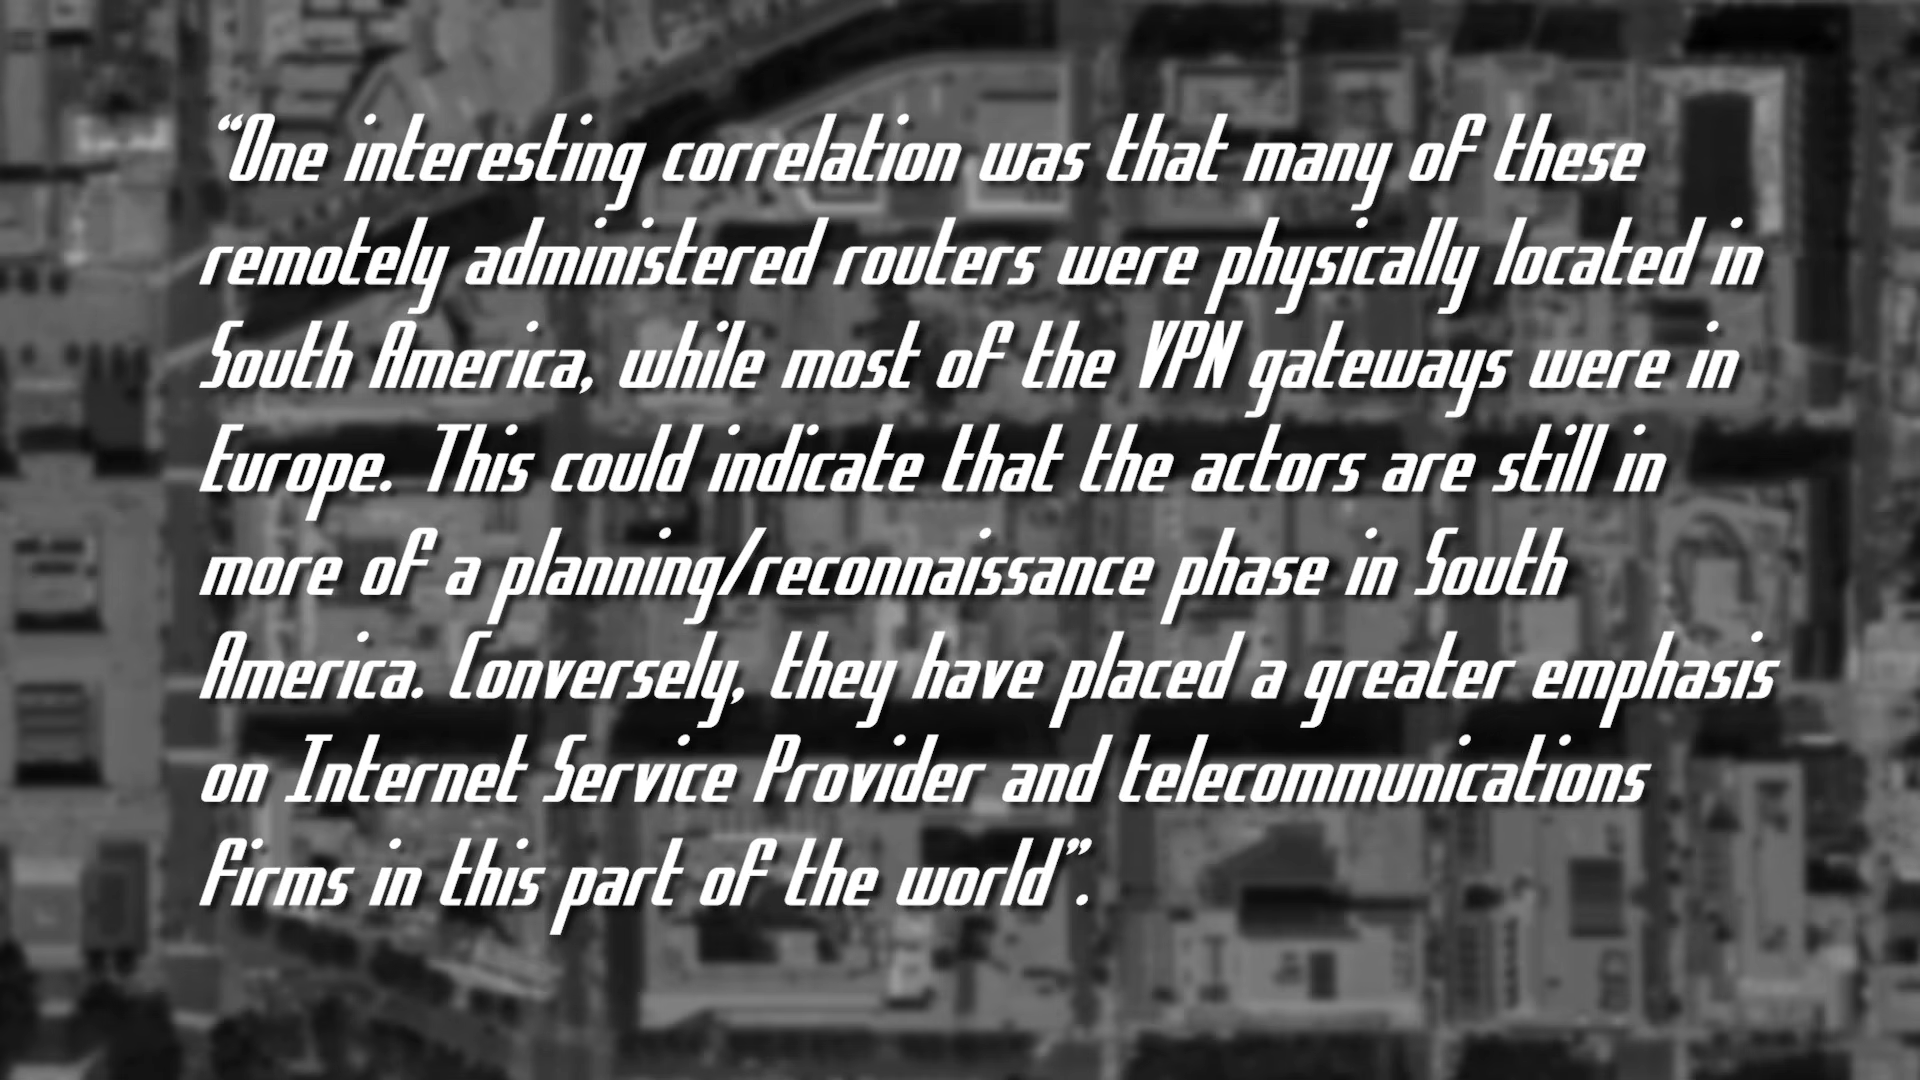 “One interesting correlation was that many of these
remotely administered routers were physically located in
South America, while most of the VPN gateways were in
Europe. This could indicate that the actors are still in
more of a planning/reconnaissance phase in South
America. Conversely, they have placed a greater emphasis
on Internet Service Provider and telecommunications
firms in this part of the world”.